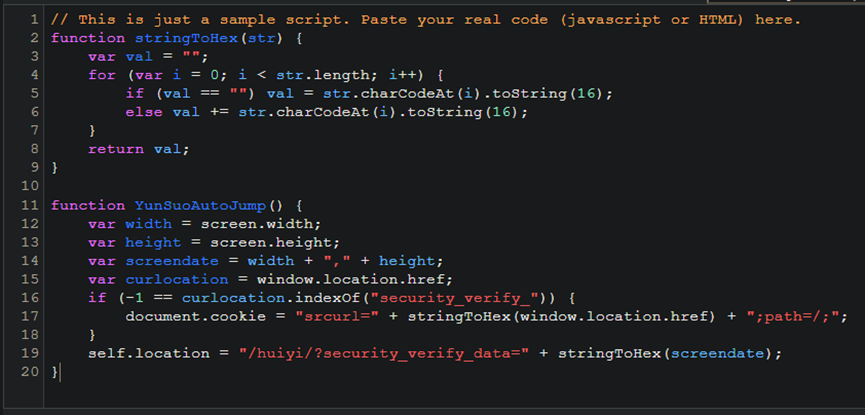 1 // This is just a sample script. Paste your real code (javascript or HTML) here.
2 function stringToHex(str) {
3     var val = "";
4     for (var i = 0; i < str.length; i++) {
5         if (val == "") val = str.charCodeAt(i).toString(16);
6         else val += str.charCodeAt(i).toString(16);
7     }
8     return val;
9 }
10
11 function YunSuoAutoJump() {
12     var width = screen.width;
13     var height = screen.height;
14     var screendate = width + "," + height;
15     var curlocation = window.location.href;
16     if (-1 == curlocation.indexOf("security_verify_")) {
17         document.cookie = "srcurl=" + stringToHex(window.location.href) + ";path=/;";
18     }
19     self.location = "/huiyi/?security_verify_data=" + stringToHex(screendate);
20 }